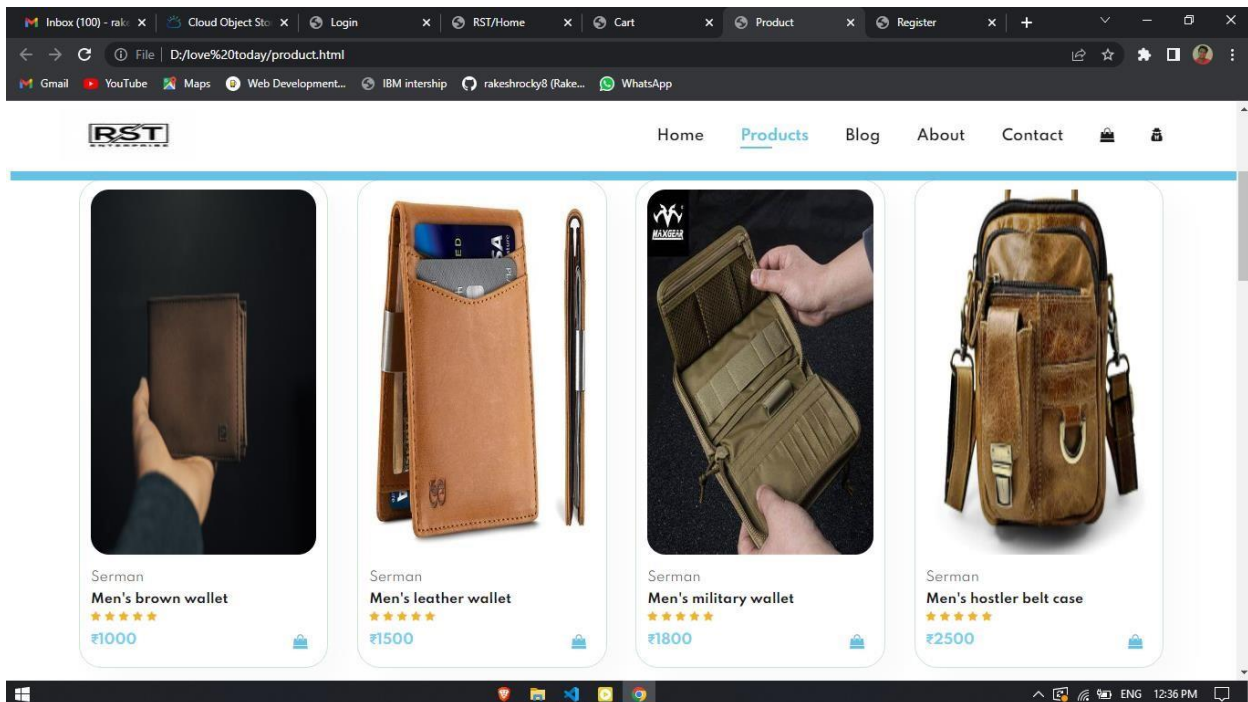 Inbox (100) - rak
Cloud Object Sto
Login
RST/Home
Cart
Product
Register
File
D:/love%20today/product.html
Gmail
YouTube
Maps
Web Development...
IBM intership
rakeshrocky8 (Rake...
WhatsApp
RST
ENTERPRISE
Home
Products
Blog
About
Contact
MAXGEAR
Serman
Men's brown wallet
₹1000
Serman
Men's leather wallet
₹1500
Serman
Men's military wallet
₹1800
Serman
Men's hostler belt case
₹2500
ENG
12:36 PM